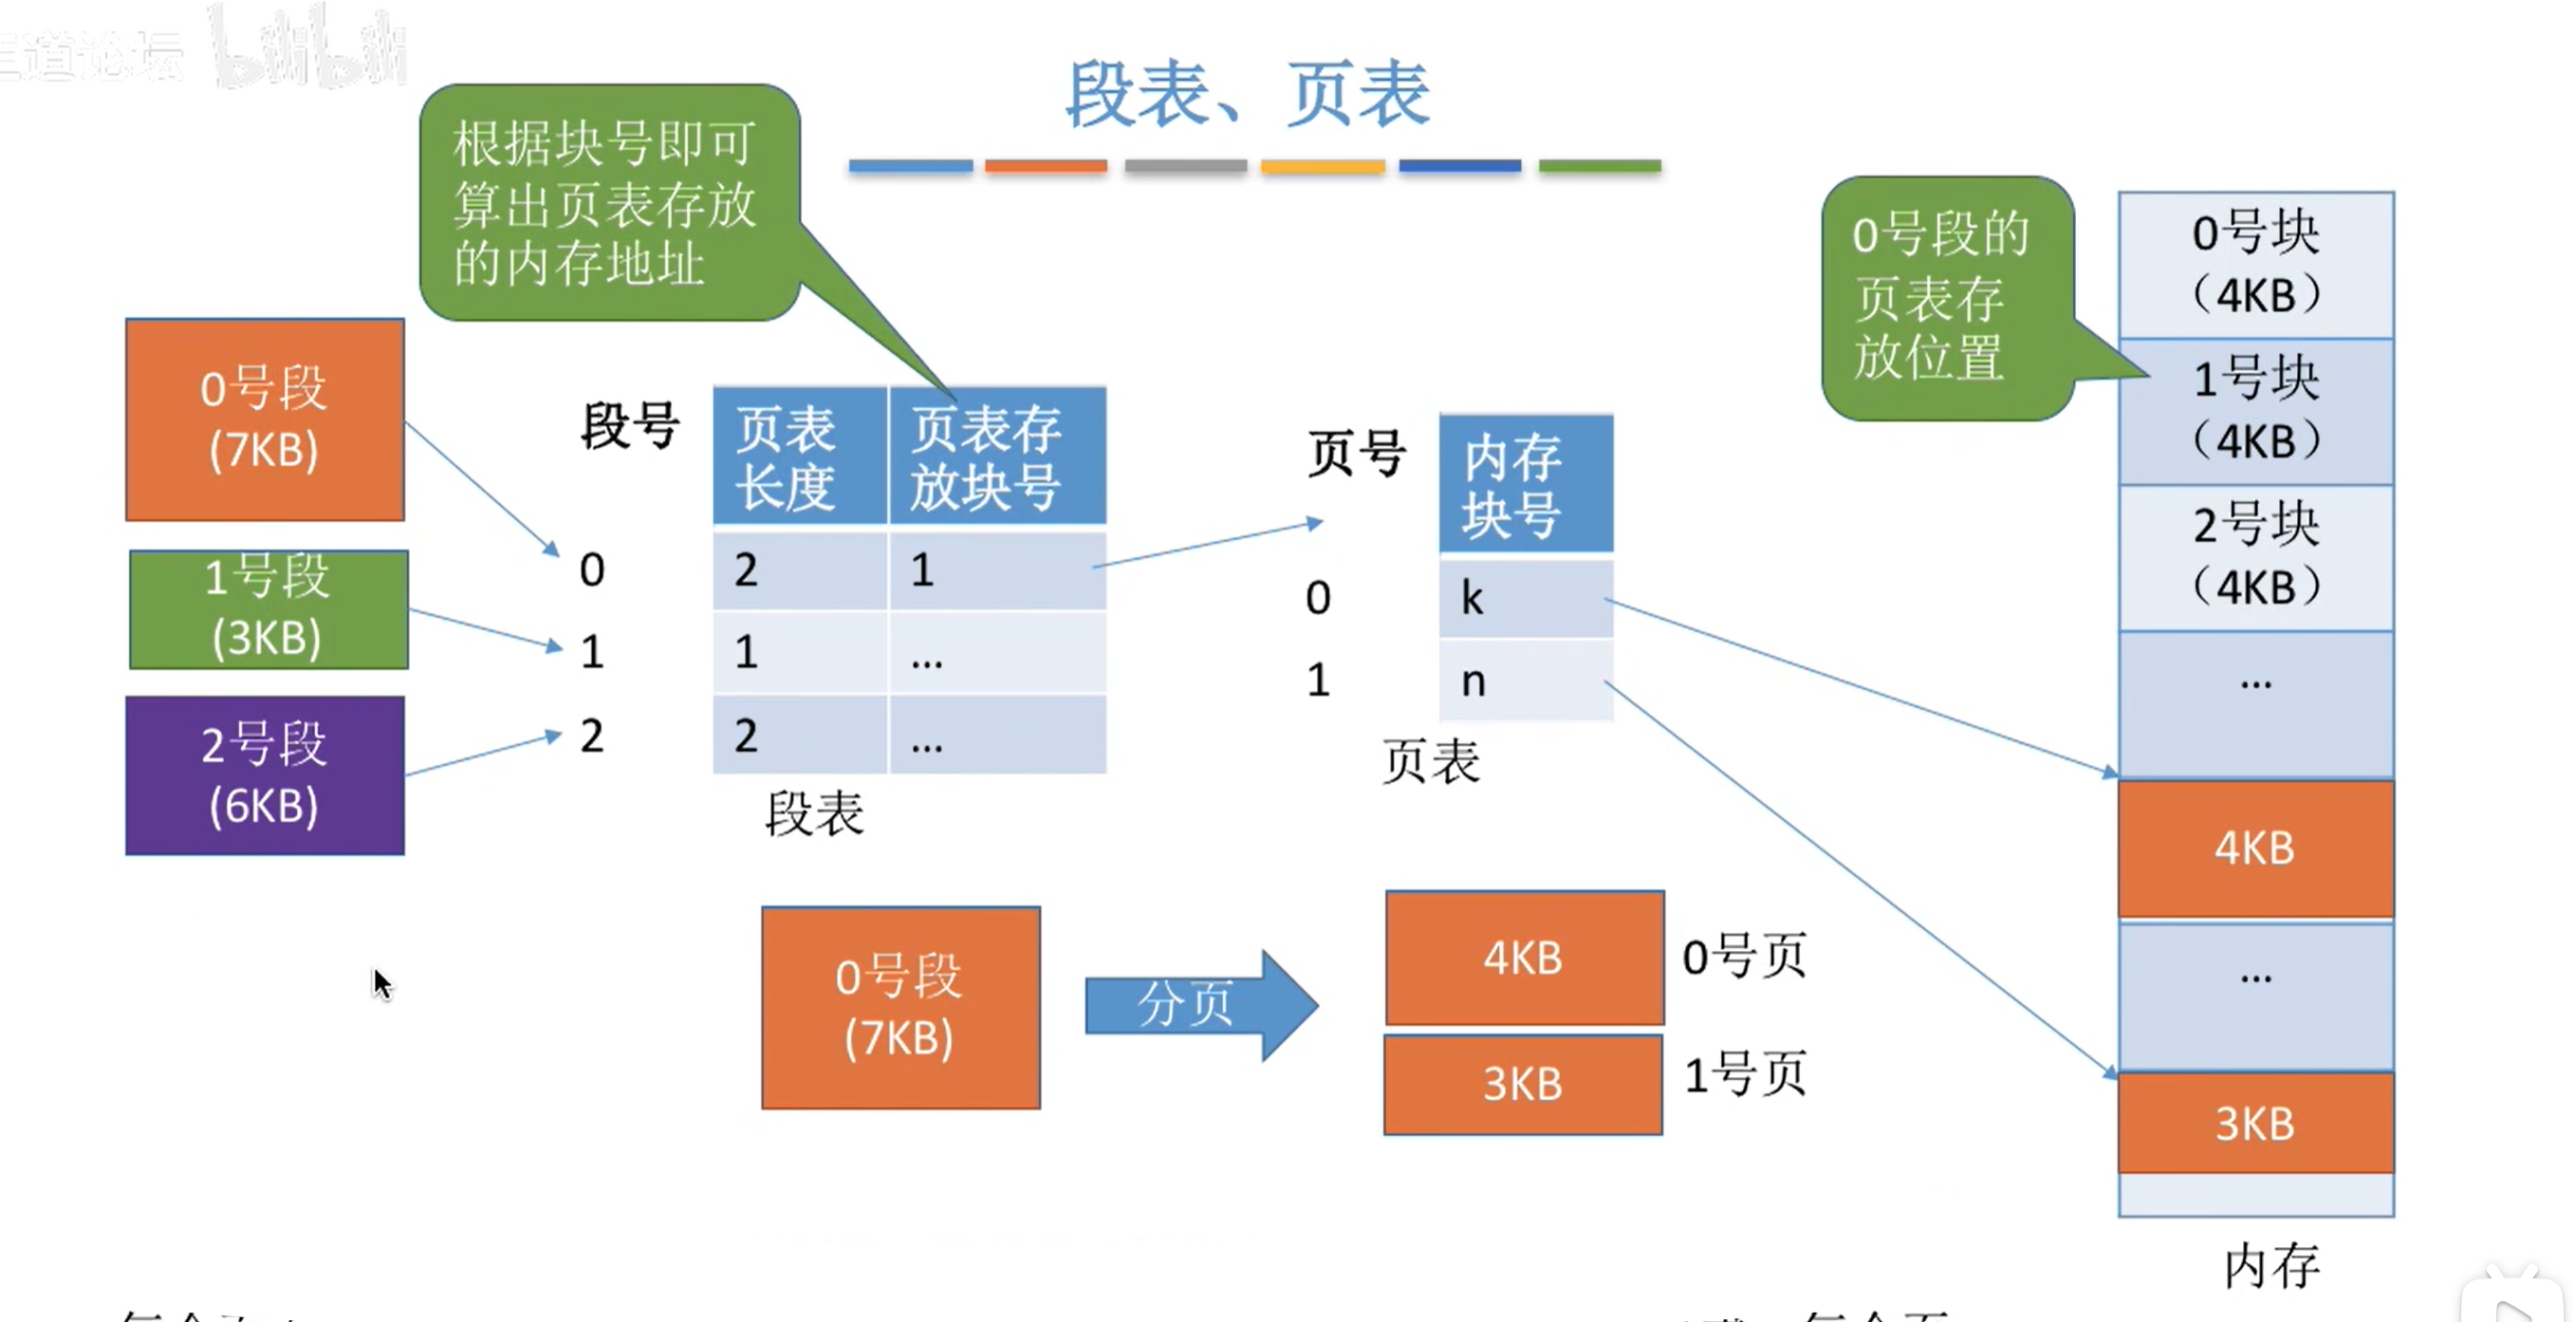 王道论坛 bilibili
段表、页表
根据块号即可
算出页表存放
的内存地址
0号段的
页表存
放位置
0号段
(7KB)
1号段
(3KB)
2号段
(6KB)
段号
页表
长度
页表存
放块号
0
2
1
1
1
...
2
2
...
段表
页号
内存
块号
0
k
1
n
页表
0号段
(7KB)
分页
4KB
0号页
3KB
1号页
0号块
（4KB）
1号块
（4KB）
2号块
（4KB）
...
4KB
...
3KB
内存